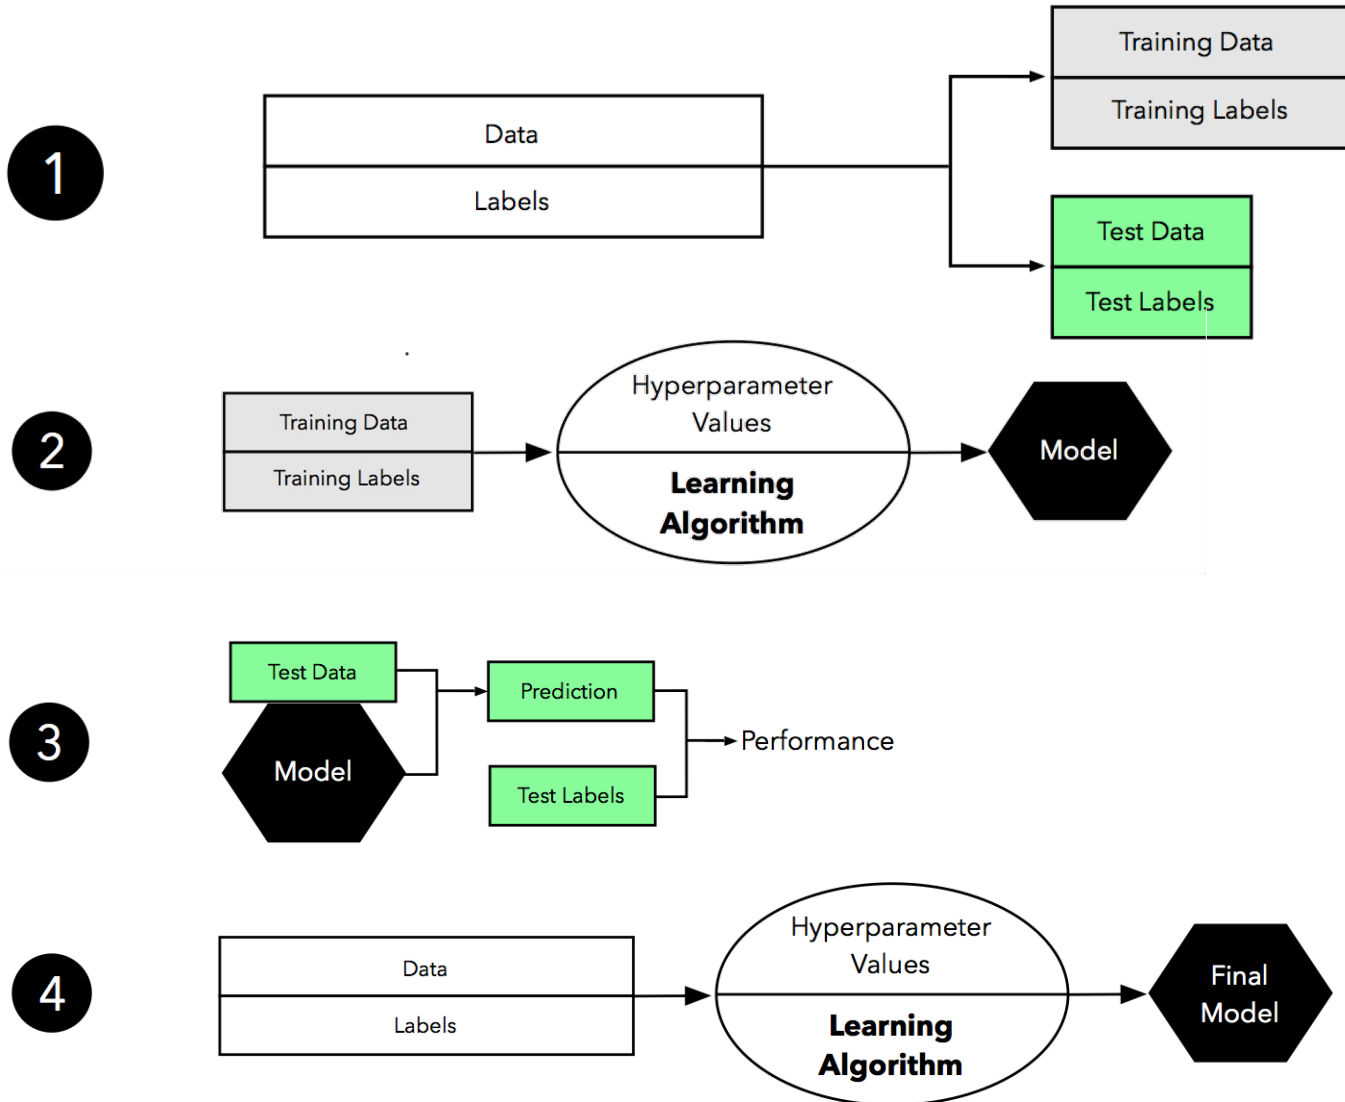 1
Data
Labels
Training Data
Training Labels
Test Data
Test Labels
2
Training Data
Training Labels
Hyperparameter
Values
Learning
Algorithm
Model
3
Test Data
Model
Prediction
Test Labels
Performance
4
Data
Labels
Hyperparameter
Values
Learning
Algorithm
Final
Model